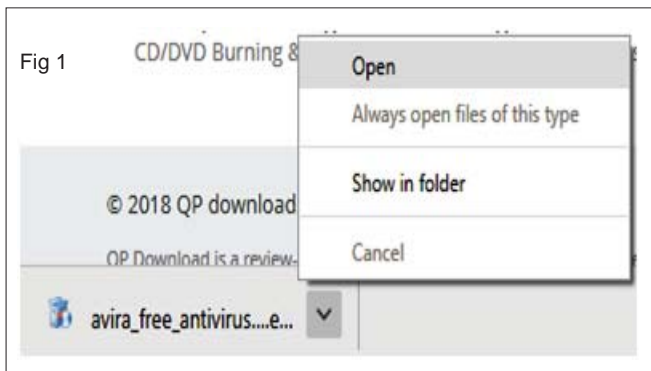 Fig 1
CD/DVD Burning &
Open
Always open files of this type
Show in folder
Cancel
© 2018 QP download
QP Download is a review-
avira_free_antivirus....e...